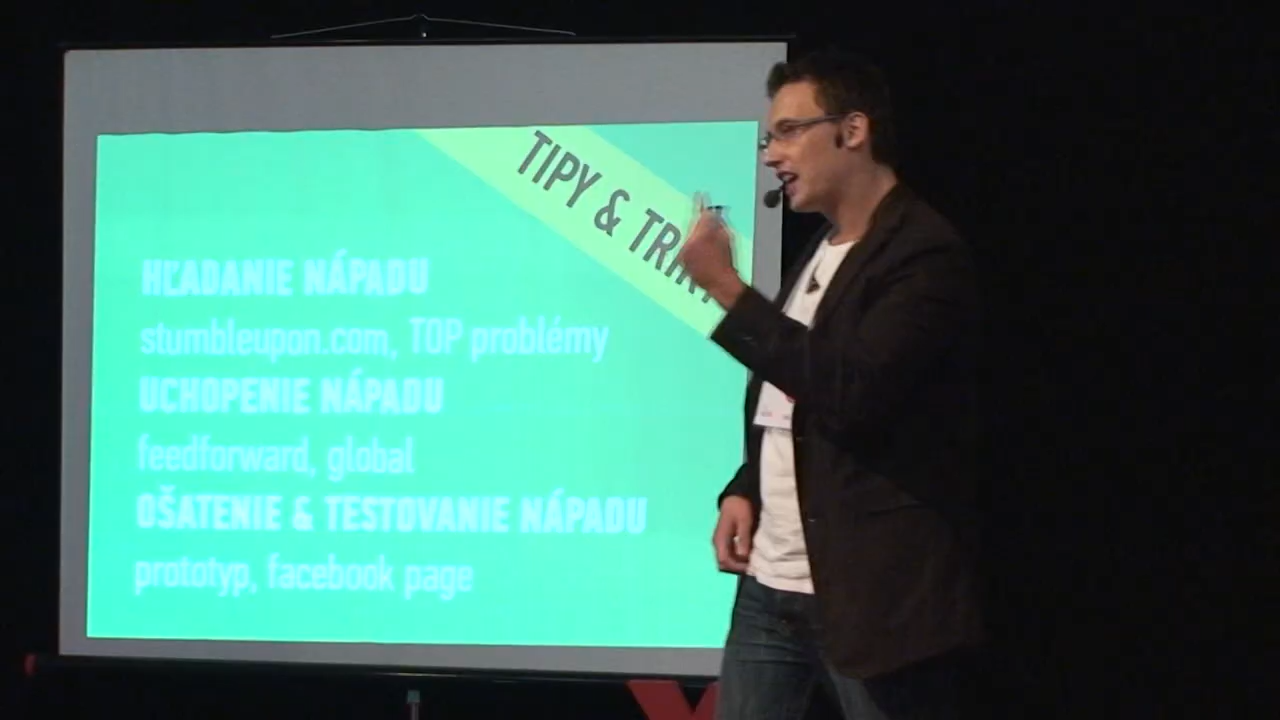 TIPY &
HĽADANIE NÁPADU
stumbleupon.com, TOP problémy
UCHOPENIE NÁPADU
feedforward, global
OŠATENIE & TESTOVANIE NÁPADU
prototyp, facebook page